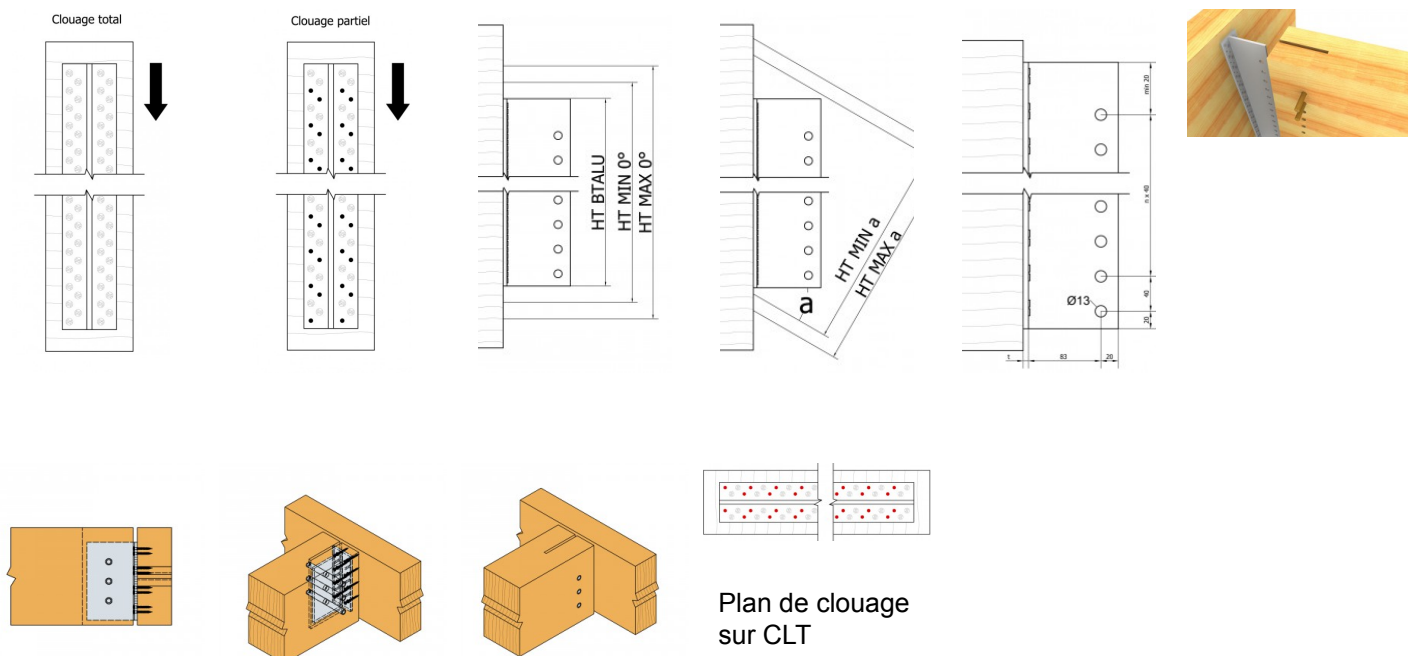 Clouage total
Clouage partiel
HT BTALU
HT MIN 0°
HT MAX 0°
HT MIN a
HT MAX a
a
min 20
n x 40
40
20
Ø13
t
83
20
Plan de clouage
sur CLT